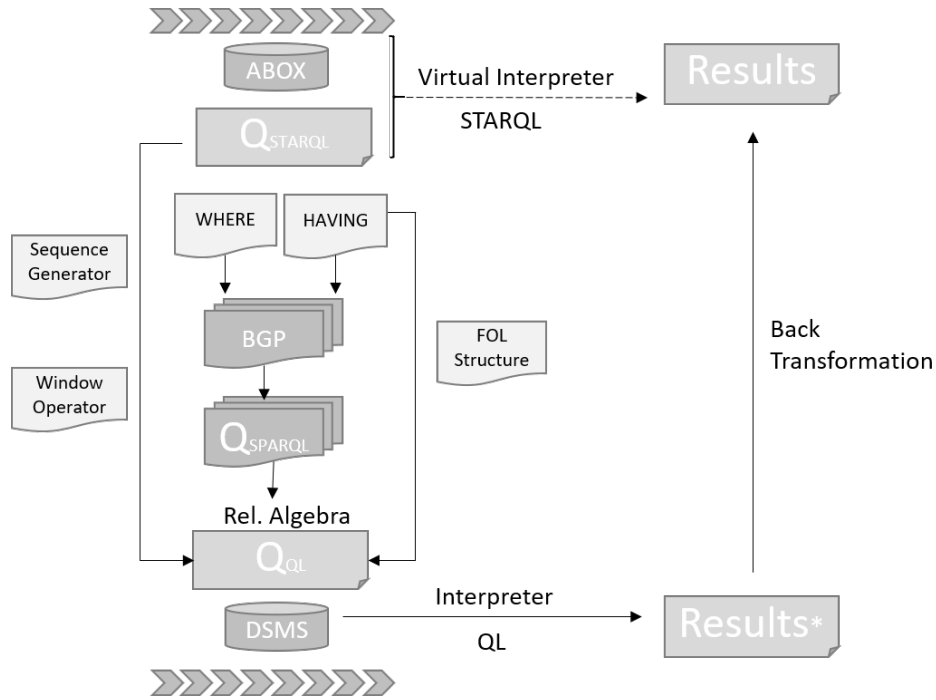 ABOX
Results
Virtual Interpreter
STARQL
QSTARQL
WHERE
HAVING
Sequence
Generator
BGP
FOL
Structure
Back
Transformation
Window
Operator
QSPARQL
Rel. Algebra
QQL
Interpreter
QL
DSMS
Results*